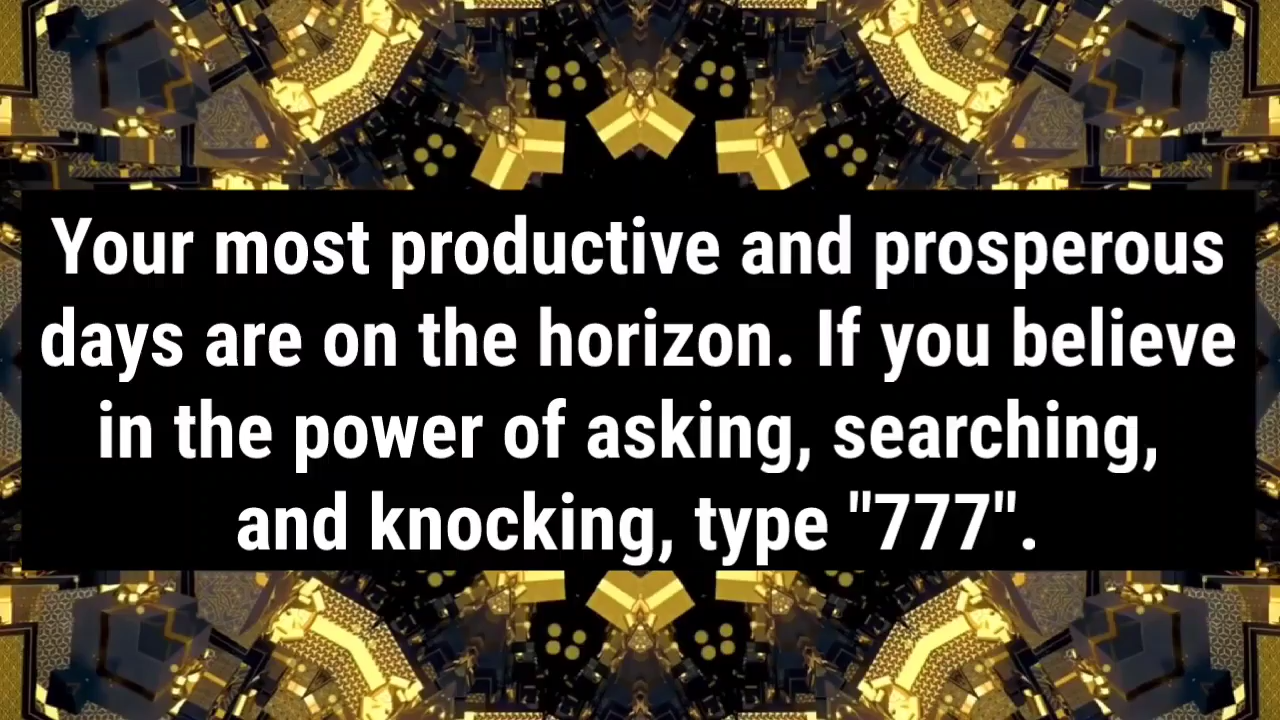 Your most productive and prosperous
days are on the horizon. If you believe
in the power of asking, searching,
and knocking, type "777".